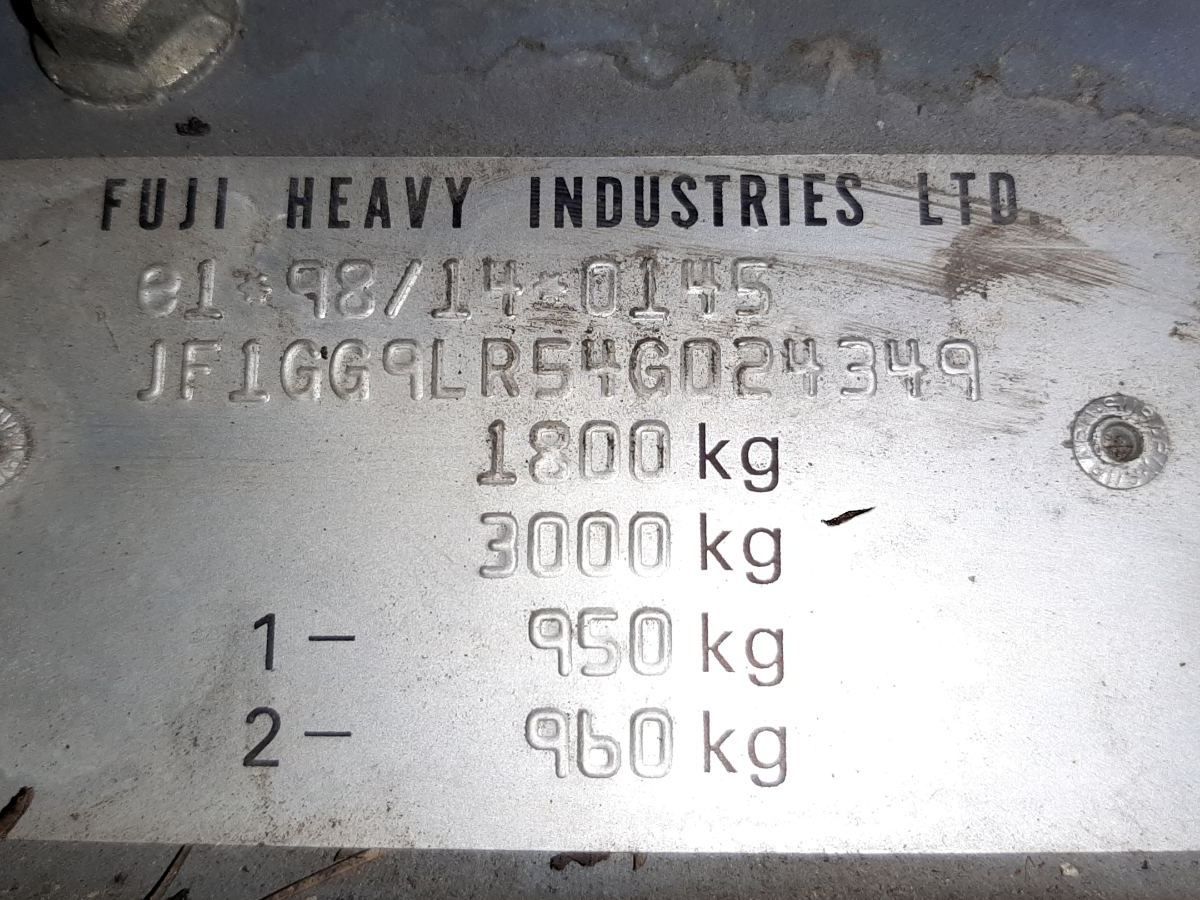 FUJI HEAVY INDUSTRIES LTD.
e1*98/14*0145
JF1GG9LR54G024349
1800 kg
3000 kg
1 – 950 kg
2 – 960 kg